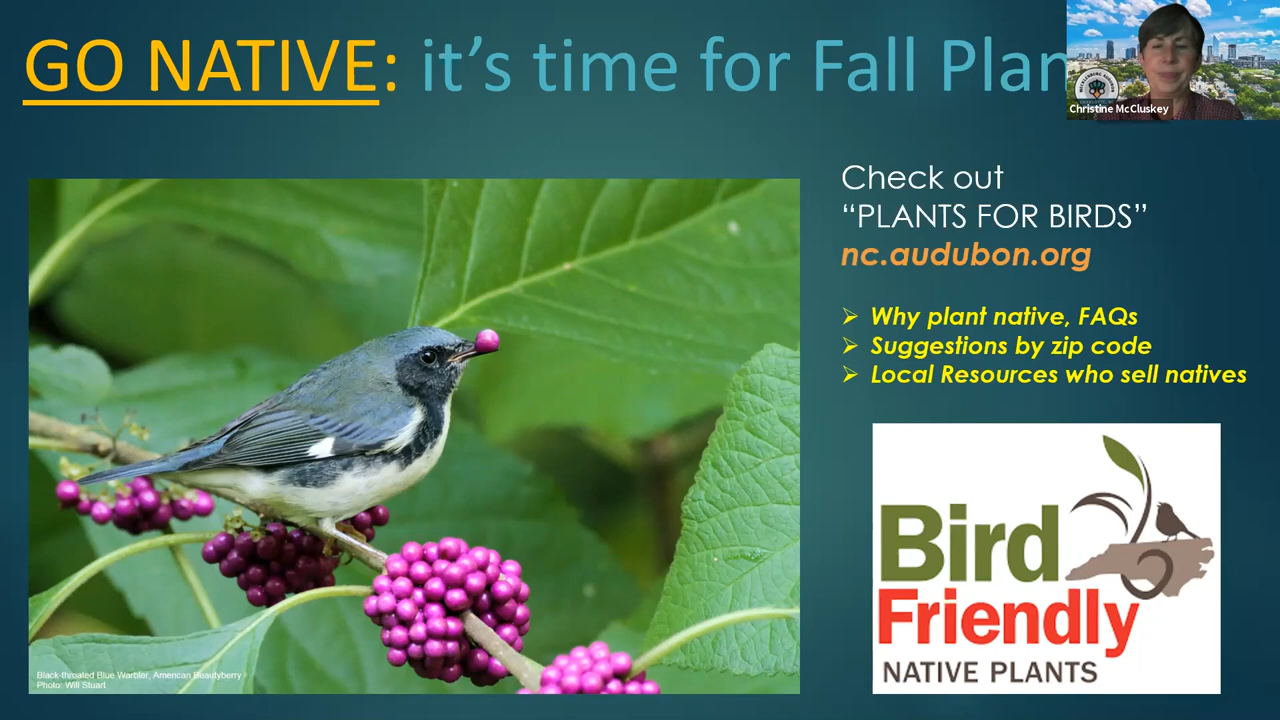 GO NATIVE: it’s time for Fall Plan
Christine McCluskey
Check out
“PLANTS FOR BIRDS”
nc.audubon.org
➢ Why plant native, FAQs
➢ Suggestions by zip code
➢ Local Resources who sell natives
Black-throated Blue Warbler, American Beautyberry
Photo: Will Stuart
Bird
Friendly
NATIVE PLANTS